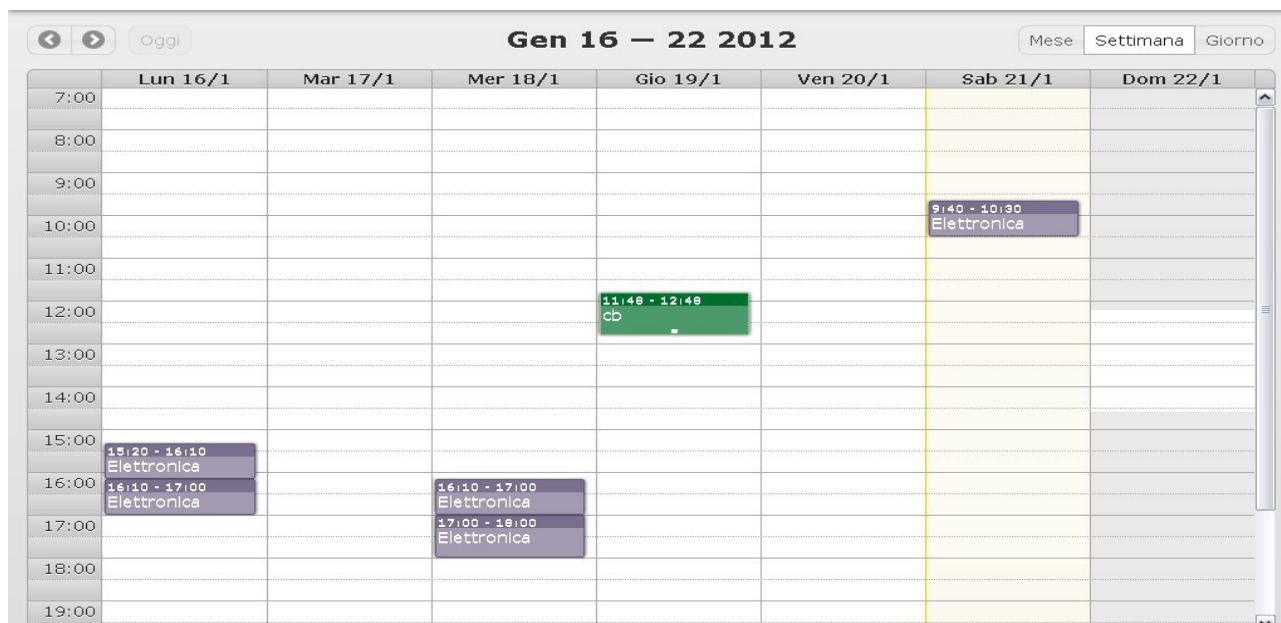 Oggi
Gen 16 — 22 2012
Mese Settimana Giorno
Lun 16/1 Mar 17/1 Mer 18/1 Gio 19/1 Ven 20/1 Sab 21/1 Dom 22/1
7:00
8:00
9:00
9:40 - 10:30
Elettronica
10:00
11:00
11:48 - 12:48
cb
12:00
13:00
14:00
15:00
15:20 - 16:10
Elettronica
16:00
16:10 - 17:00
Elettronica
16:10 - 17:00
Elettronica
17:00
17:00 - 18:00
Elettronica
18:00
19:00